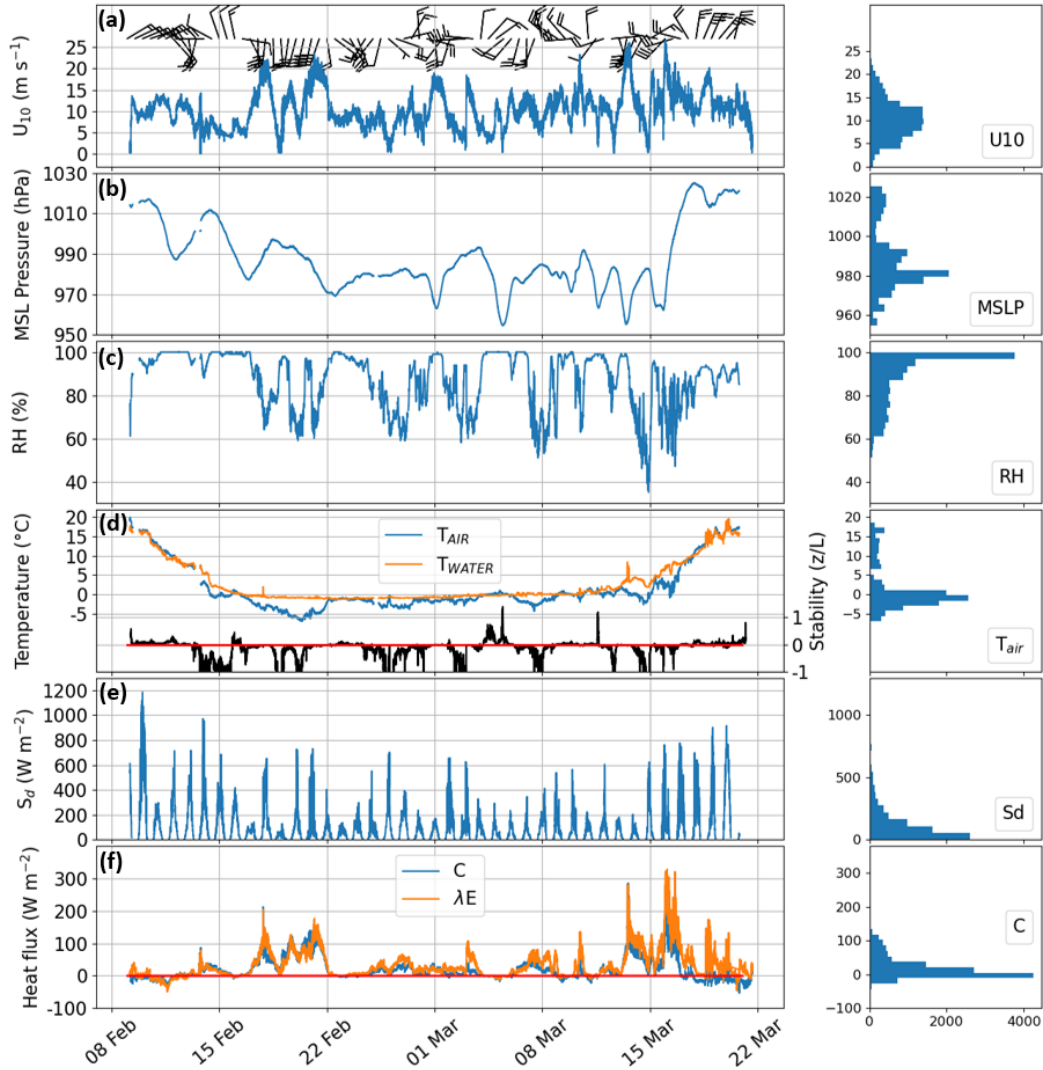 (a)
U10 (m s−1)
25
20
15
10
5
0
25
20
15
10
5
0
U10
(b)
MSL Pressure (hPa)
1030
1010
990
970
950
1020
1000
980
960
MSLP
(c)
RH (%)
100
80
60
40
100
90
80
70
60
50
40
30
RH
(d)
Temperature (°C)
20
15
10
5
0
−5
TAIR
TWATER
1
0
-1
Stability (z/L)
20
15
10
5
0
−5
Tair
(e)
Sd (W m−2)
1200
1000
800
600
400
200
0
1000
500
0
Sd
(f)
Heat flux (W m−2)
300
200
100
0
-100
C
λE
300
200
100
0
−100
C
08 Feb
15 Feb
22 Feb
01 Mar
08 Mar
15 Mar
22 Mar
0 2000 4000